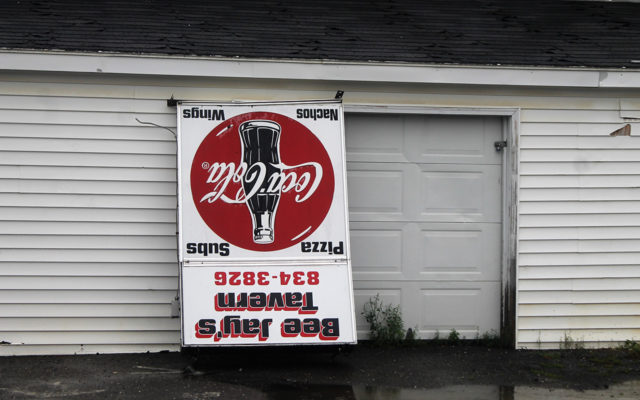 Bee Jay's
Tavern
834-3826
Pizza Subs
Coca-Cola®
Nachos Wings